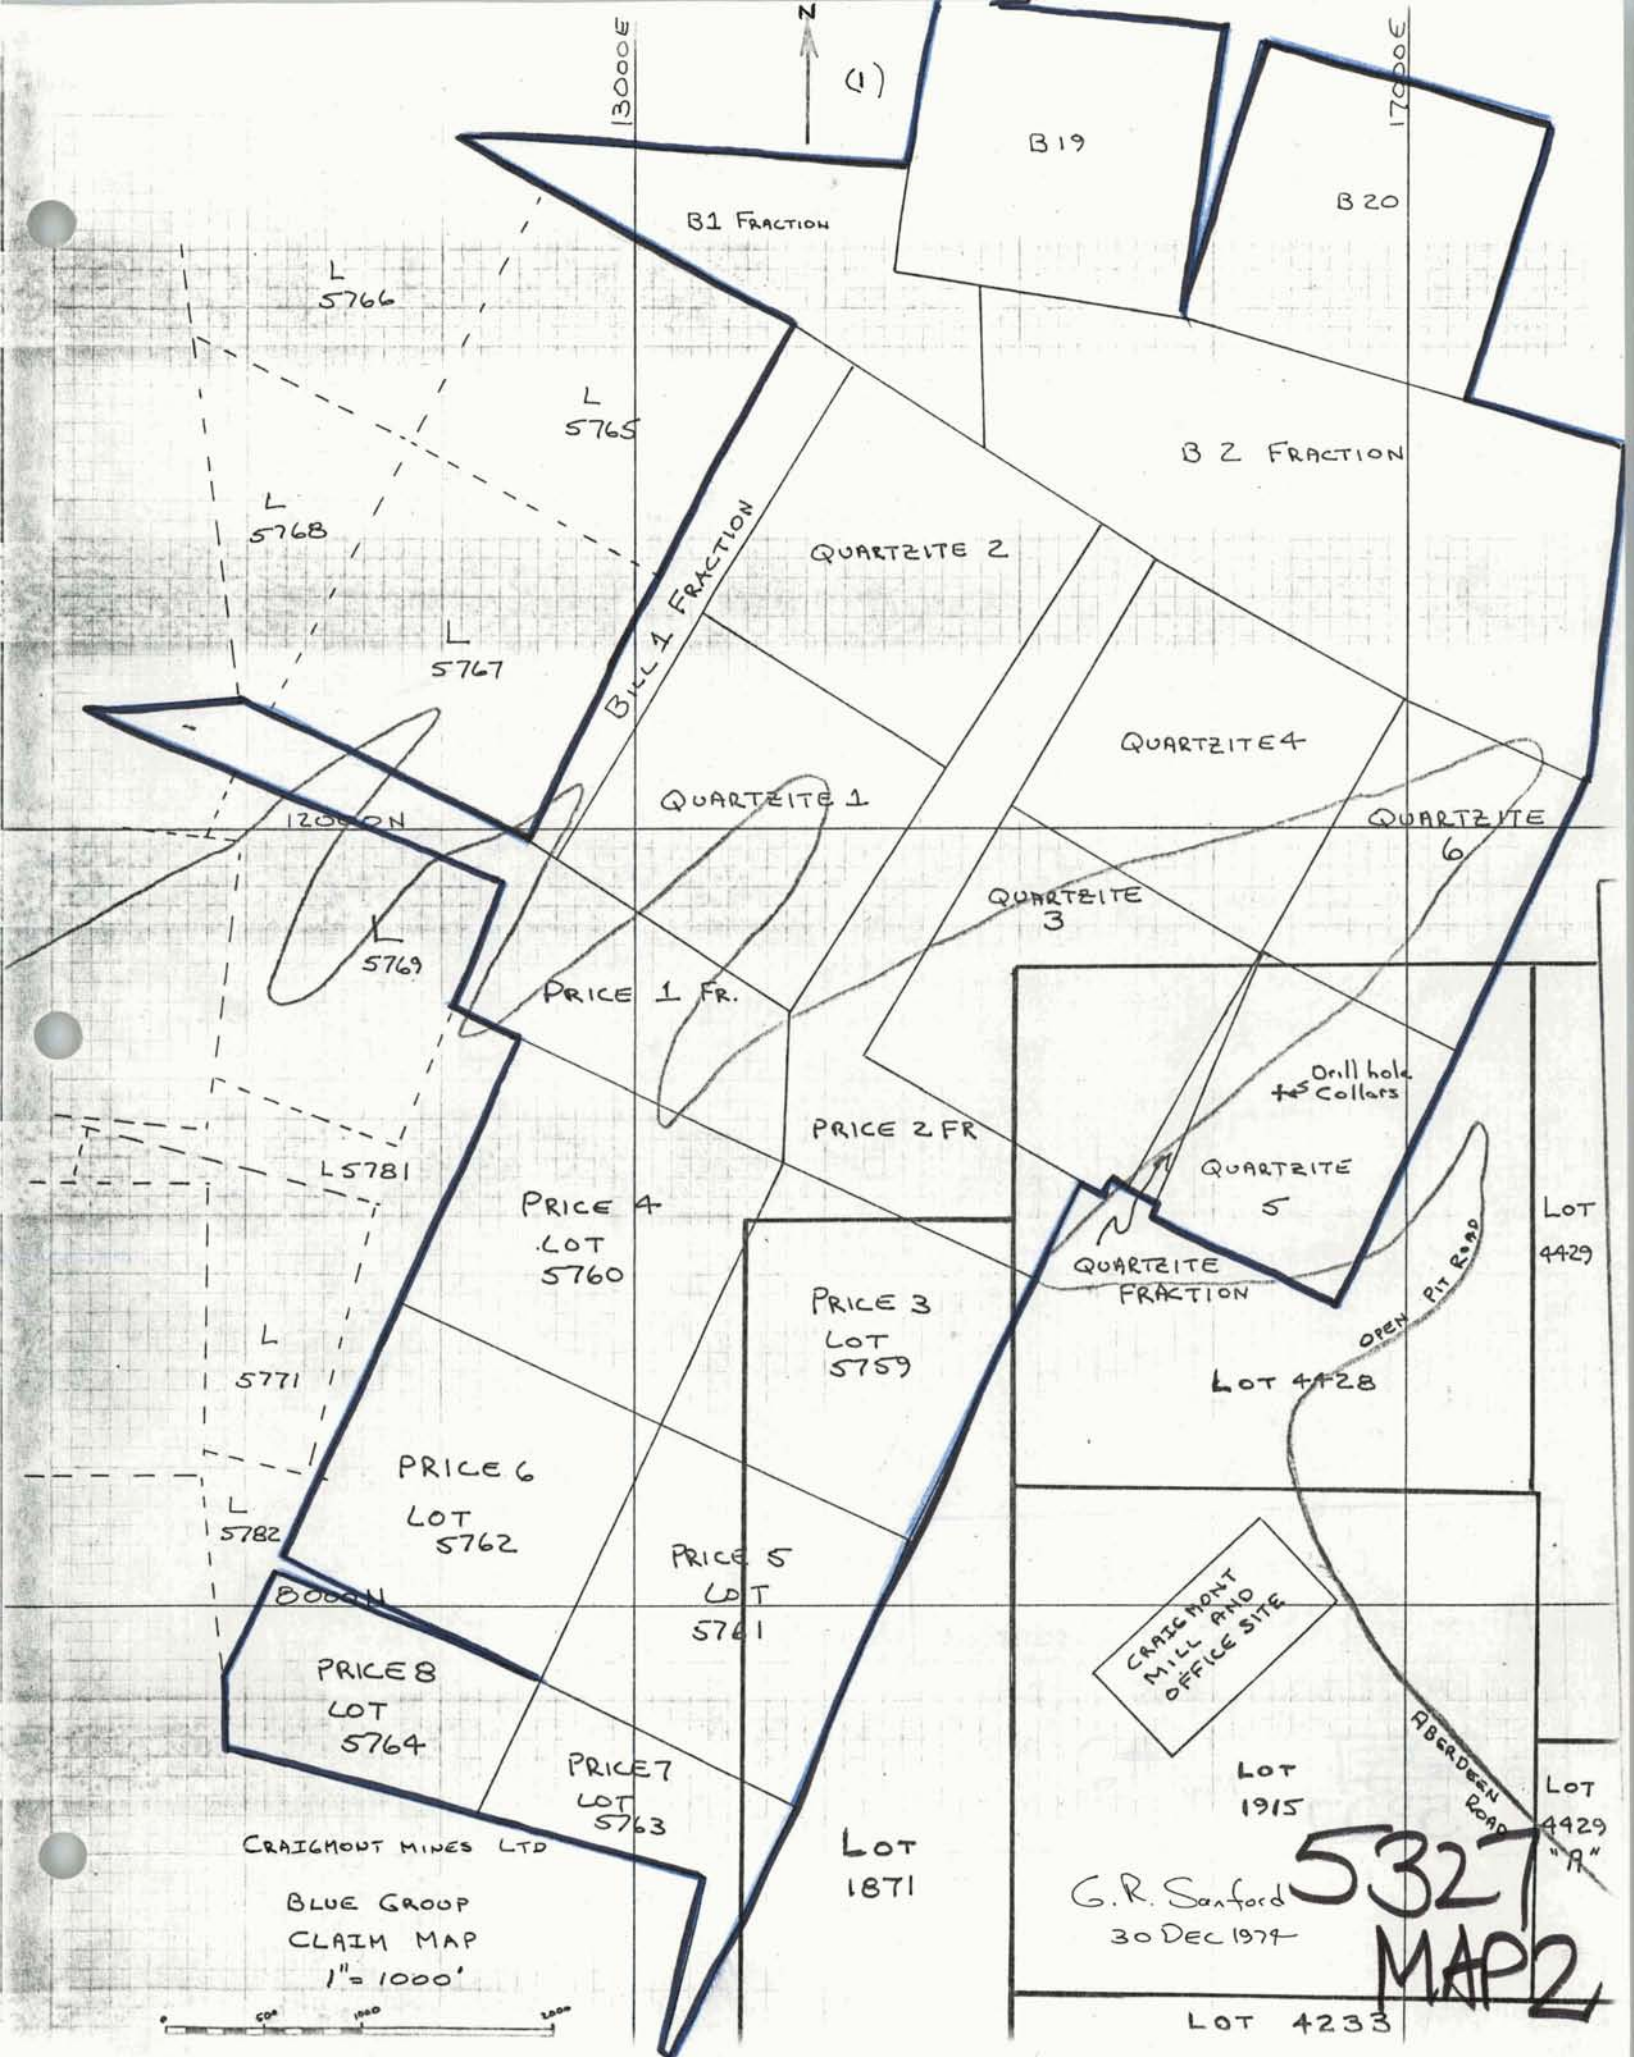 13000E
N
(1)
17000E
B19
B20
B1 FRACTION
L
5766
L
5765
B 2 FRACTION
L
5768
QUARTZITE 2
BILL 1 FRACTION
L
5767
QUARTZITE 4
QUARTZITE 1
12000N
QUARTZITE
6
QUARTZITE
3
L
5769
PRICE 1 FR.
Drill hole
Collars
PRICE 2 FR
L5781
QUARTZITE
5
PRICE 4
LOT
5760
LOT
4429
QUARTZITE
FRACTION
OPEN PIT ROAD
PRICE 3
LOT
5759
L
5771
LOT 4428
PRICE 6
LOT
5762
L
5782
PRICE 5
LOT
5761
8000N
CRAIGMONT
MILL AND
OFFICE SITE
PRICE 8
LOT
5764
ABERDEEN
ROAD
PRICE 7
LOT
5763
LOT
1915
LOT
4429
"A"
CRAIGMONT MINES LTD
LOT
1871
BLUE GROUP
CLAIM MAP
1" = 1000'
G.R. Sanford
30 DEC 1974
5327
MAP2
0 500 1000 2000
LOT 4233